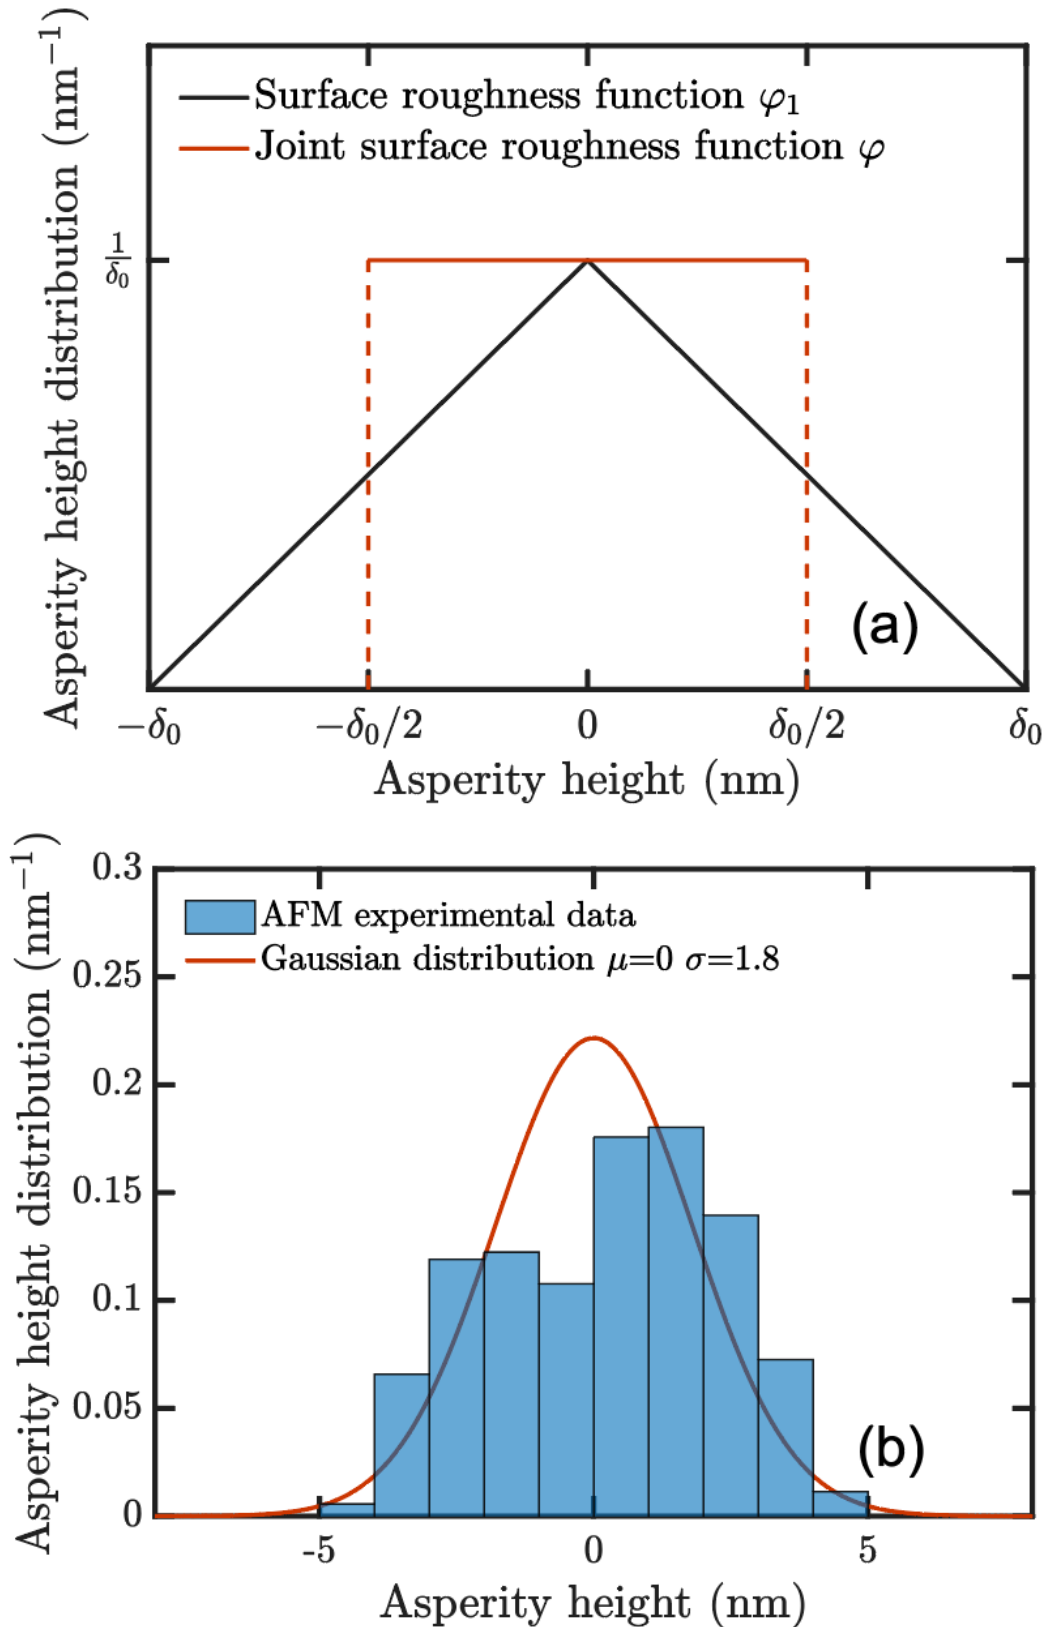 Asperity height distribution (nm⁻¹)
Surface roughness function φ₁
Joint surface roughness function φ
1/δ₀
(a)
−δ₀ −δ₀/2 0 δ₀/2 δ₀
Asperity height (nm)
Asperity height distribution (nm⁻¹)
0.3
AFM experimental data
Gaussian distribution μ=0 σ=1.8
0.25
0.2
0.15
0.1
0.05
(b)
0
-5 0 5
Asperity height (nm)